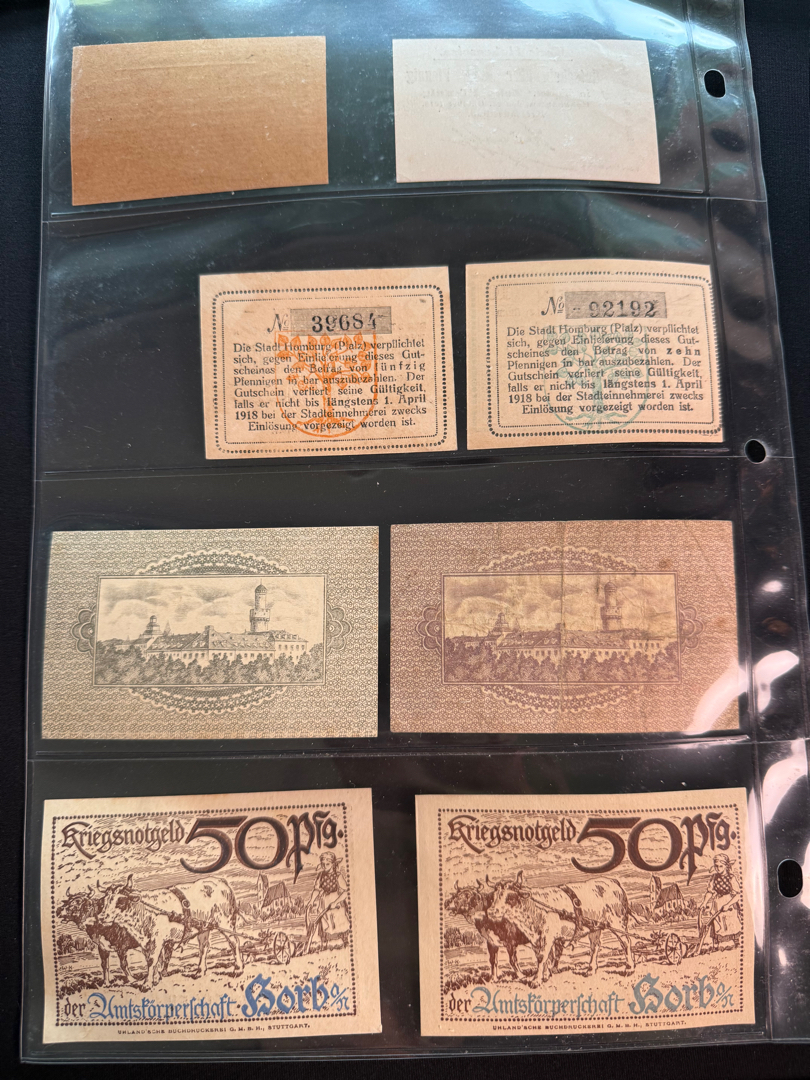 No 39684
Die Stadt Homburg (Pfalz) verpflichtet
sich, gegen Einlieferung dieses Gut-
scheines den Betrag von fünfzig
Pfennigen in bar auszubezahlen. Der
Gutschein verliert seine Gültigkeit,
falls er nicht bis längstens 1. April
1918 bei der Stadteinnehmerei zwecks
Einlösung vorgezeigt worden ist.
No 92192
Die Stadt Homburg (Pfalz) verpflichtet
sich, gegen Einlieferung dieses Gut-
scheines den Betrag von zehn
Pfennigen in bar auszubezahlen. Der
Gutschein verliert seine Gültigkeit,
falls er nicht bis längstens 1. April
1918 bei der Stadteinnehmerei zwecks
Einlösung vorgezeigt worden ist.
Kriegsnotgeld 50 Pfg.
der Amtskörperschaft Horb a/N
UHLAND'SCHE BUCHDRUCKEREI G. M. B. H., STUTTGART.
Kriegsnotgeld 50 Pfg.
der Amtskörperschaft Horb a/N
UHLAND'SCHE BUCHDRUCKEREI G. M. B. H., STUTTGART.